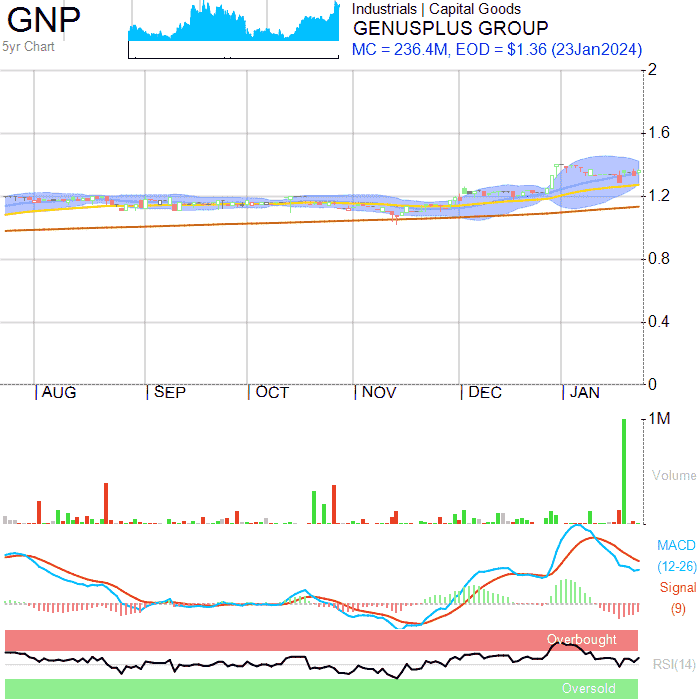 GNP
5yr Chart
Industrials | Capital Goods
GENUSPLUS GROUP
MC = 236.4M, EOD = $1.36 (23Jan2024)
2
1.6
1.2
0.8
0.4
0
AUG SEP OCT NOV DEC JAN
1M
Volume
MACD
(12-26)
Signal
(9)
Overbought
RSI(14)
Oversold